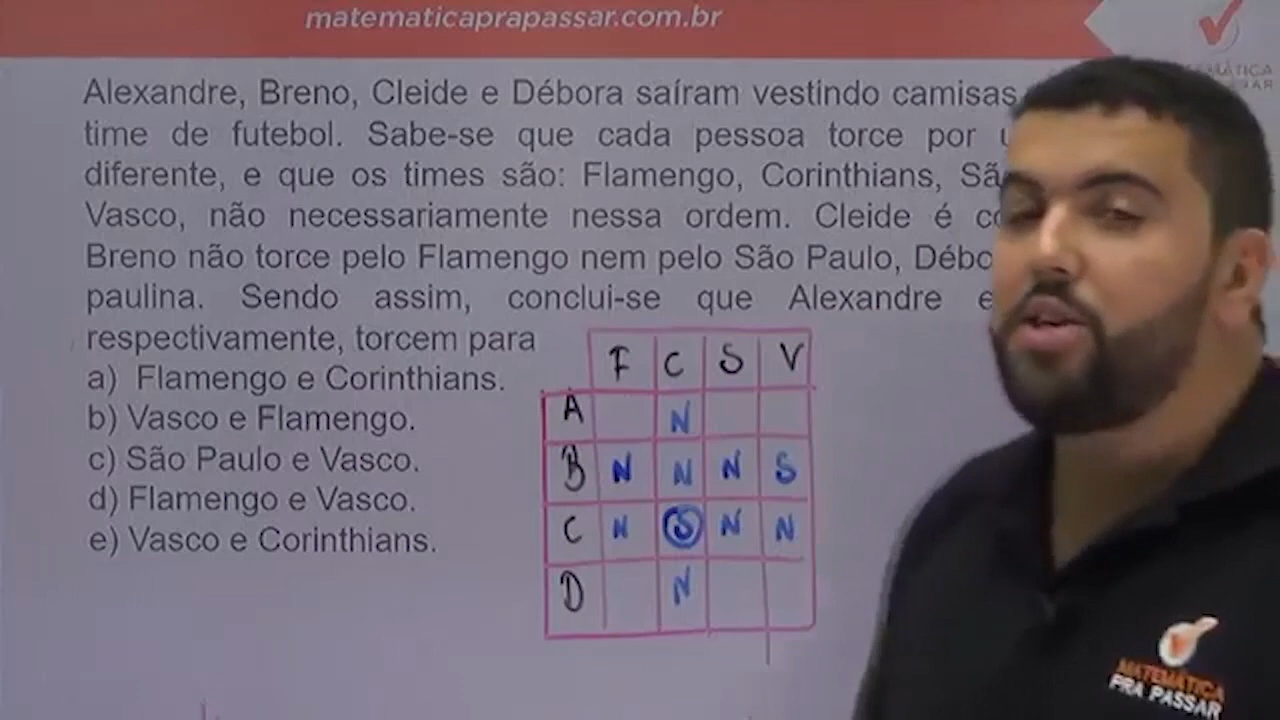 matematicaprapassar.com.br
Alexandre, Breno, Cleide e Débora saíram vestindo camisas
time de futebol. Sabe-se que cada pessoa torce por
diferente, e que os times são: Flamengo, Corinthians,
Vasco, não necessariamente nessa ordem. Cleide é
Breno não torce pelo Flamengo nem pelo São Paulo,
paulina. Sendo assim, conclui-se que Alexandre
respectivamente, torcem para
a) Flamengo e Corinthians.
b) Vasco e Flamengo.
c) São Paulo e Vasco.
d) Flamengo e Vasco.
e) Vasco e Corinthians.
F C S V
A N
B N N N S
C N S N N
D N
MATEMÁTICA
PRA PASSAR